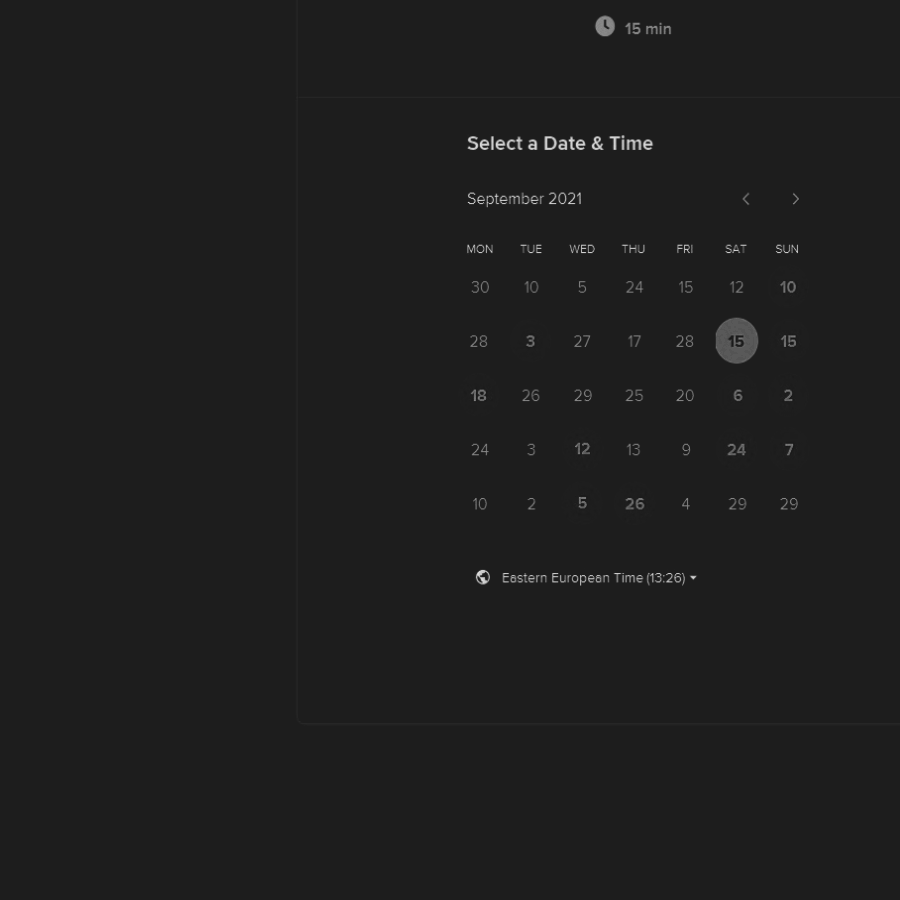 15 min
Select a Date & Time
September 2021
MON TUE WED THU FRI SAT SUN
30 10 5 24 15 12 10
28 3 27 17 28 15 15
18 26 29 25 20 6 2
24 3 12 13 9 24 7
10 2 5 26 4 29 29
Eastern European Time (13:26)